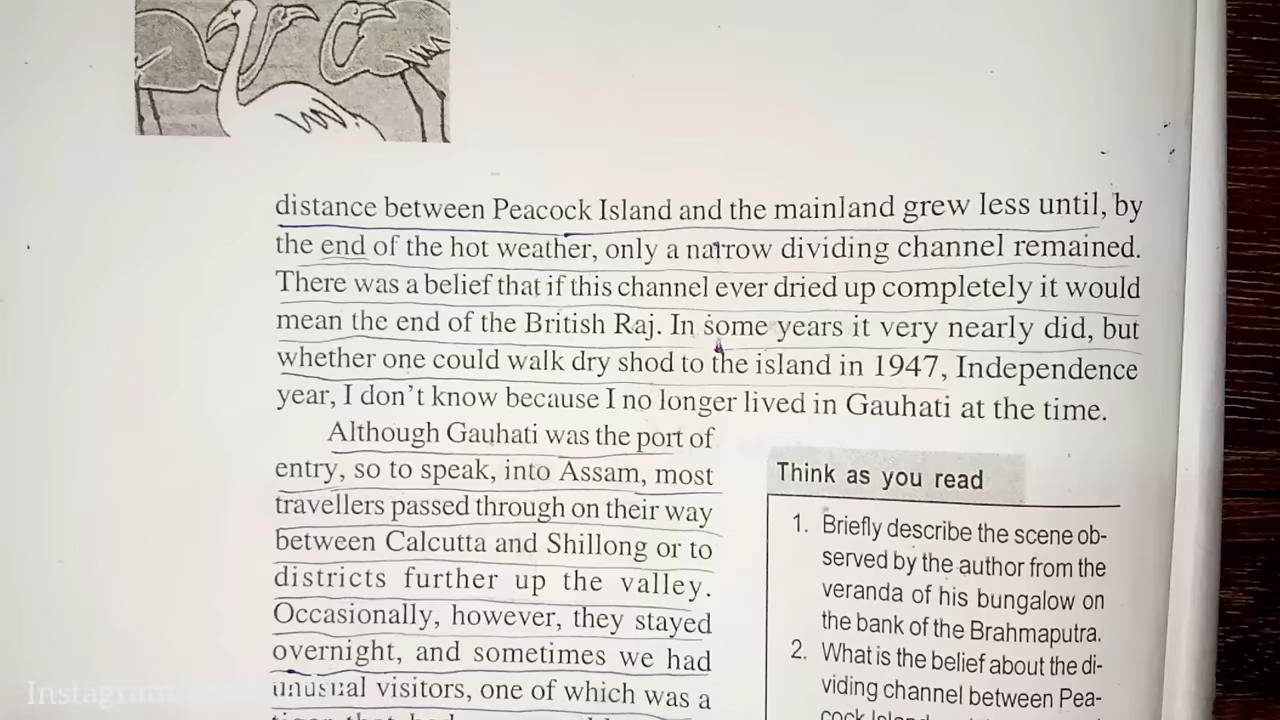 distance between Peacock Island and the mainland grew less until, by
the end of the hot weather, only a narrow dividing channel remained.
There was a belief that if this channel ever dried up completely it would
mean the end of the British Raj. In some years it very nearly did, but
whether one could walk dry shod to the island in 1947, Independence
year, I don't know because I no longer lived in Gauhati at the time.
Although Gauhati was the port of
entry, so to speak, into Assam, most
travellers passed through on their way
between Calcutta and Shillong or to
districts further up the valley.
Occasionally, however, they stayed
overnight, and sometimes we had
unusual visitors, one of which was a
Think as you read
1. Briefly describe the scene ob-
served by the author from the
veranda of his bungalow on
the bank of the Brahmaputra.
2. What is the belief about the di-
viding channel between Pea-
Instagram